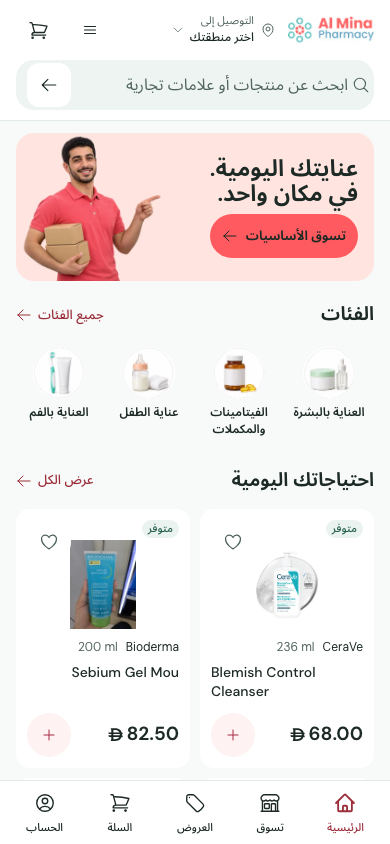 Al Mina
Pharmacy
التوصيل إلى
اختر منطقتك
ابحث عن منتجات أو علامات تجارية
عنايتك اليومية.
في مكان واحد.
تسوق الأساسيات
الفئات
جميع الفئات
العناية بالبشرة
الفيتامينات
والمكملات
عناية الطفل
العناية بالفم
احتياجاتك اليومية
عرض الكل
متوفر
CeraVe
CeraVe 236 ml
Blemish Control
Cleanser
68.00
متوفر
Bioderma 200 ml
Sebium Gel Mou
82.50
الرئيسية
تسوق
العروض
السلة
الحساب